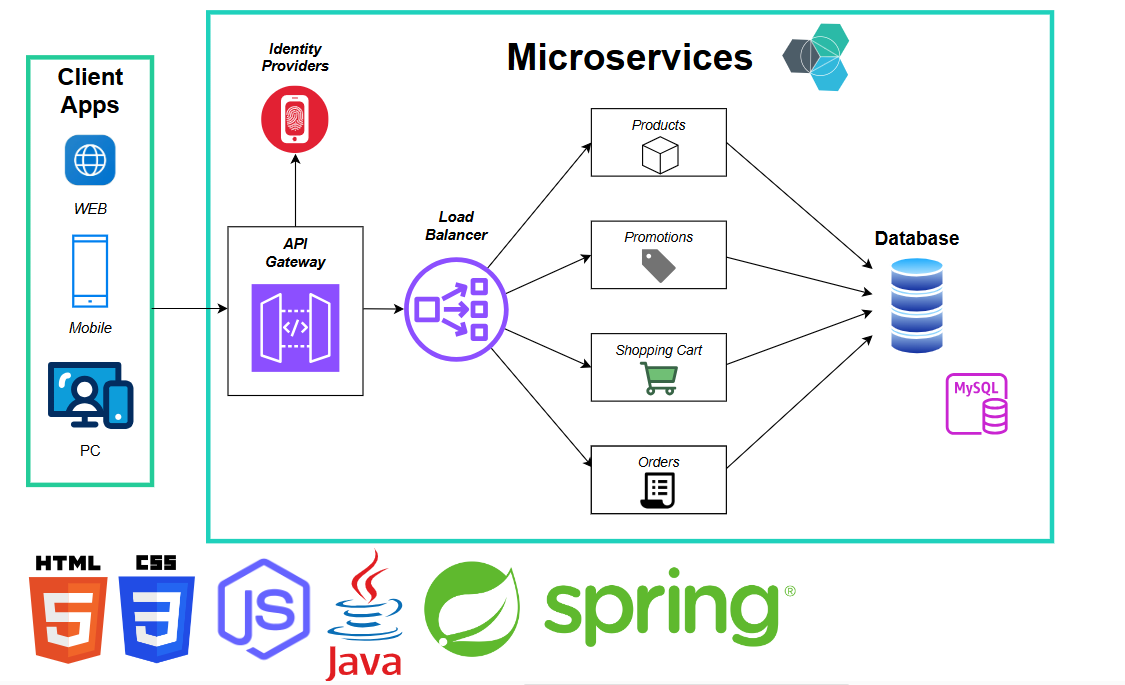 Client
Apps
WEB
Mobile
PC
Microservices
Identity
Providers
API
Gateway
</>
Load
Balancer
Products
Promotions
Shopping Cart
Orders
Database
MySQL
HTML
5
CSS
3
JS
Java
spring®